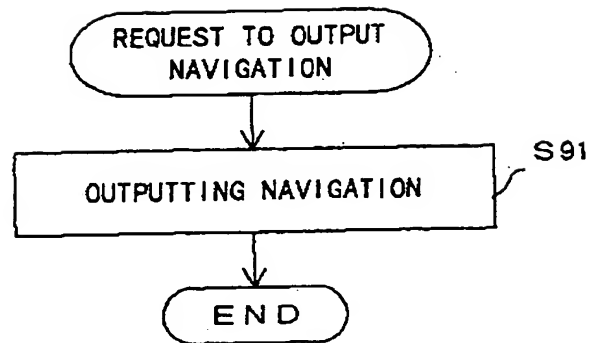 REQUEST TO OUTPUT
NAVIGATION
OUTPUTTING NAVIGATION
S91
END